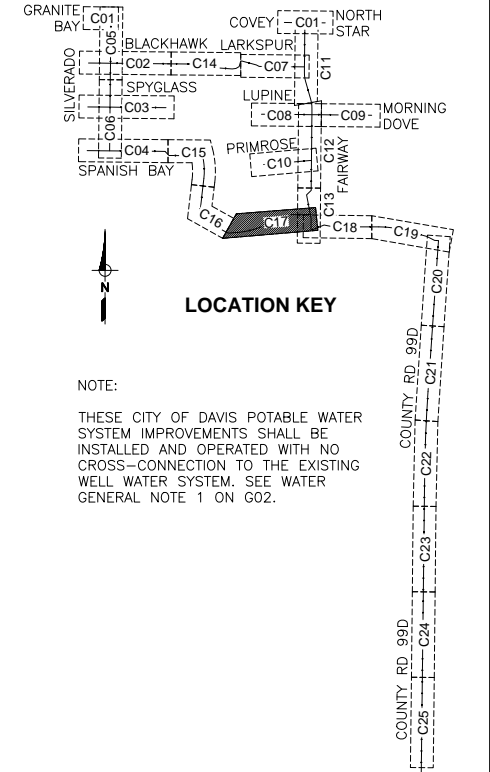 GRANITE BAY
C01
COVEY
C01
NORTH STAR
C05
BLACKHAWK
LARKSPUR
C02
C14
C07
C11
SILVERADO
SPYGLASS
C03
LUPINE
C08
C09
MORNING DOVE
C06
C04
C15
PRIMROSE
C10
C12
FAIRWAY
SPANISH BAY
C16
C17
C13
C18
C19
N
LOCATION KEY
C20
COUNTY RD 99D
C21
NOTE:
THESE CITY OF DAVIS POTABLE WATER
SYSTEM IMPROVEMENTS SHALL BE
INSTALLED AND OPERATED WITH NO
CROSS-CONNECTION TO THE EXISTING
WELL WATER SYSTEM. SEE WATER
GENERAL NOTE 1 ON G02.
C22
C23
C24
COUNTY RD 99D
C25